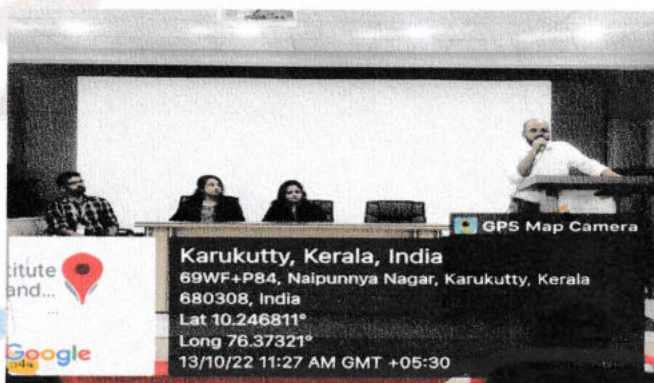 GPS Map Camera
titute
and...
Google
Karukutty, Kerala, India
69WF+P84, Naipunnya Nagar, Karukutty, Kerala
680308, India
Lat 10.246811°
Long 76.37321°
13/10/22 11:27 AM GMT +05:30